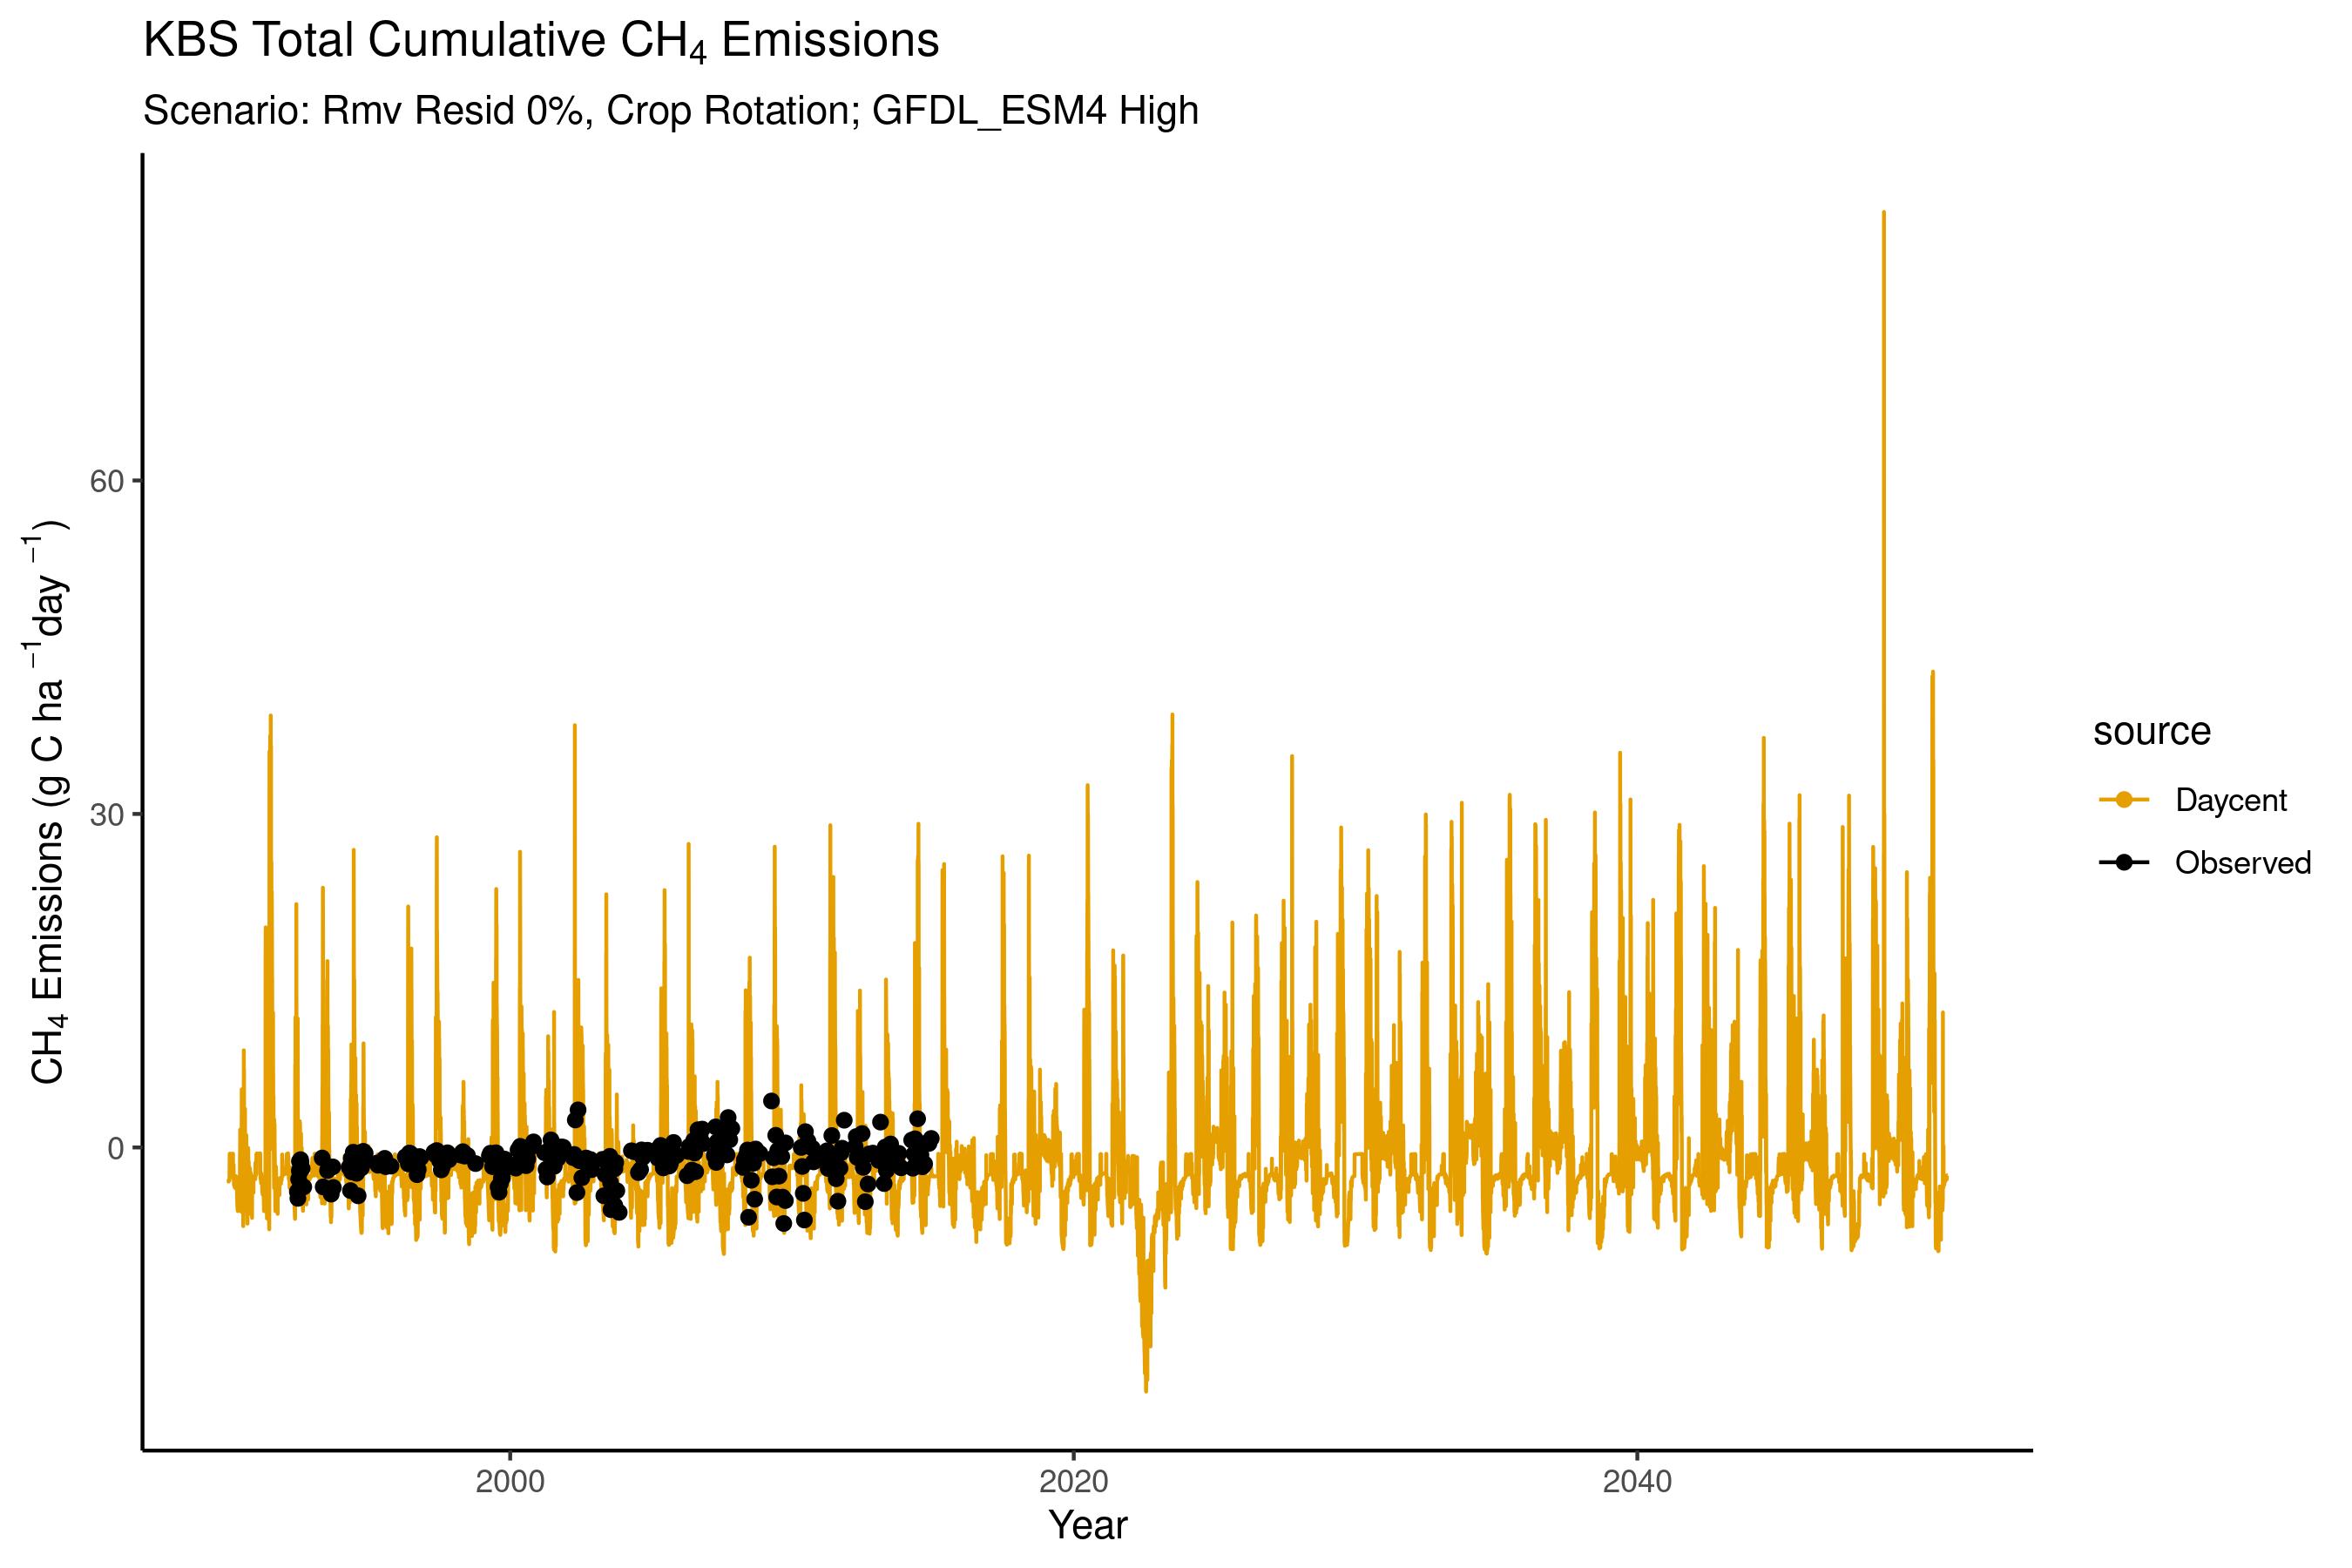 KBS Total Cumulative CH₄ Emissions
Scenario: Rmv Resid 0%, Crop Rotation; GFDL_ESM4 High
CH₄ Emissions (g C ha ⁻¹day ⁻¹)
60
30
0
2000
2020
2040
Year
source
Daycent
Observed